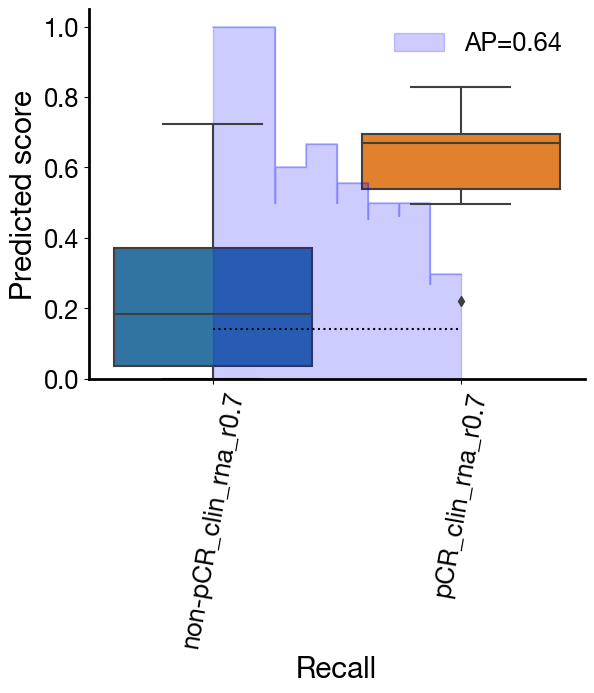 1.0
0.8
0.6
0.4
0.2
0.0
Predicted score
AP=0.64
non-pCR_clin_rna_r0.7
pCR_clin_rna_r0.7
Recall